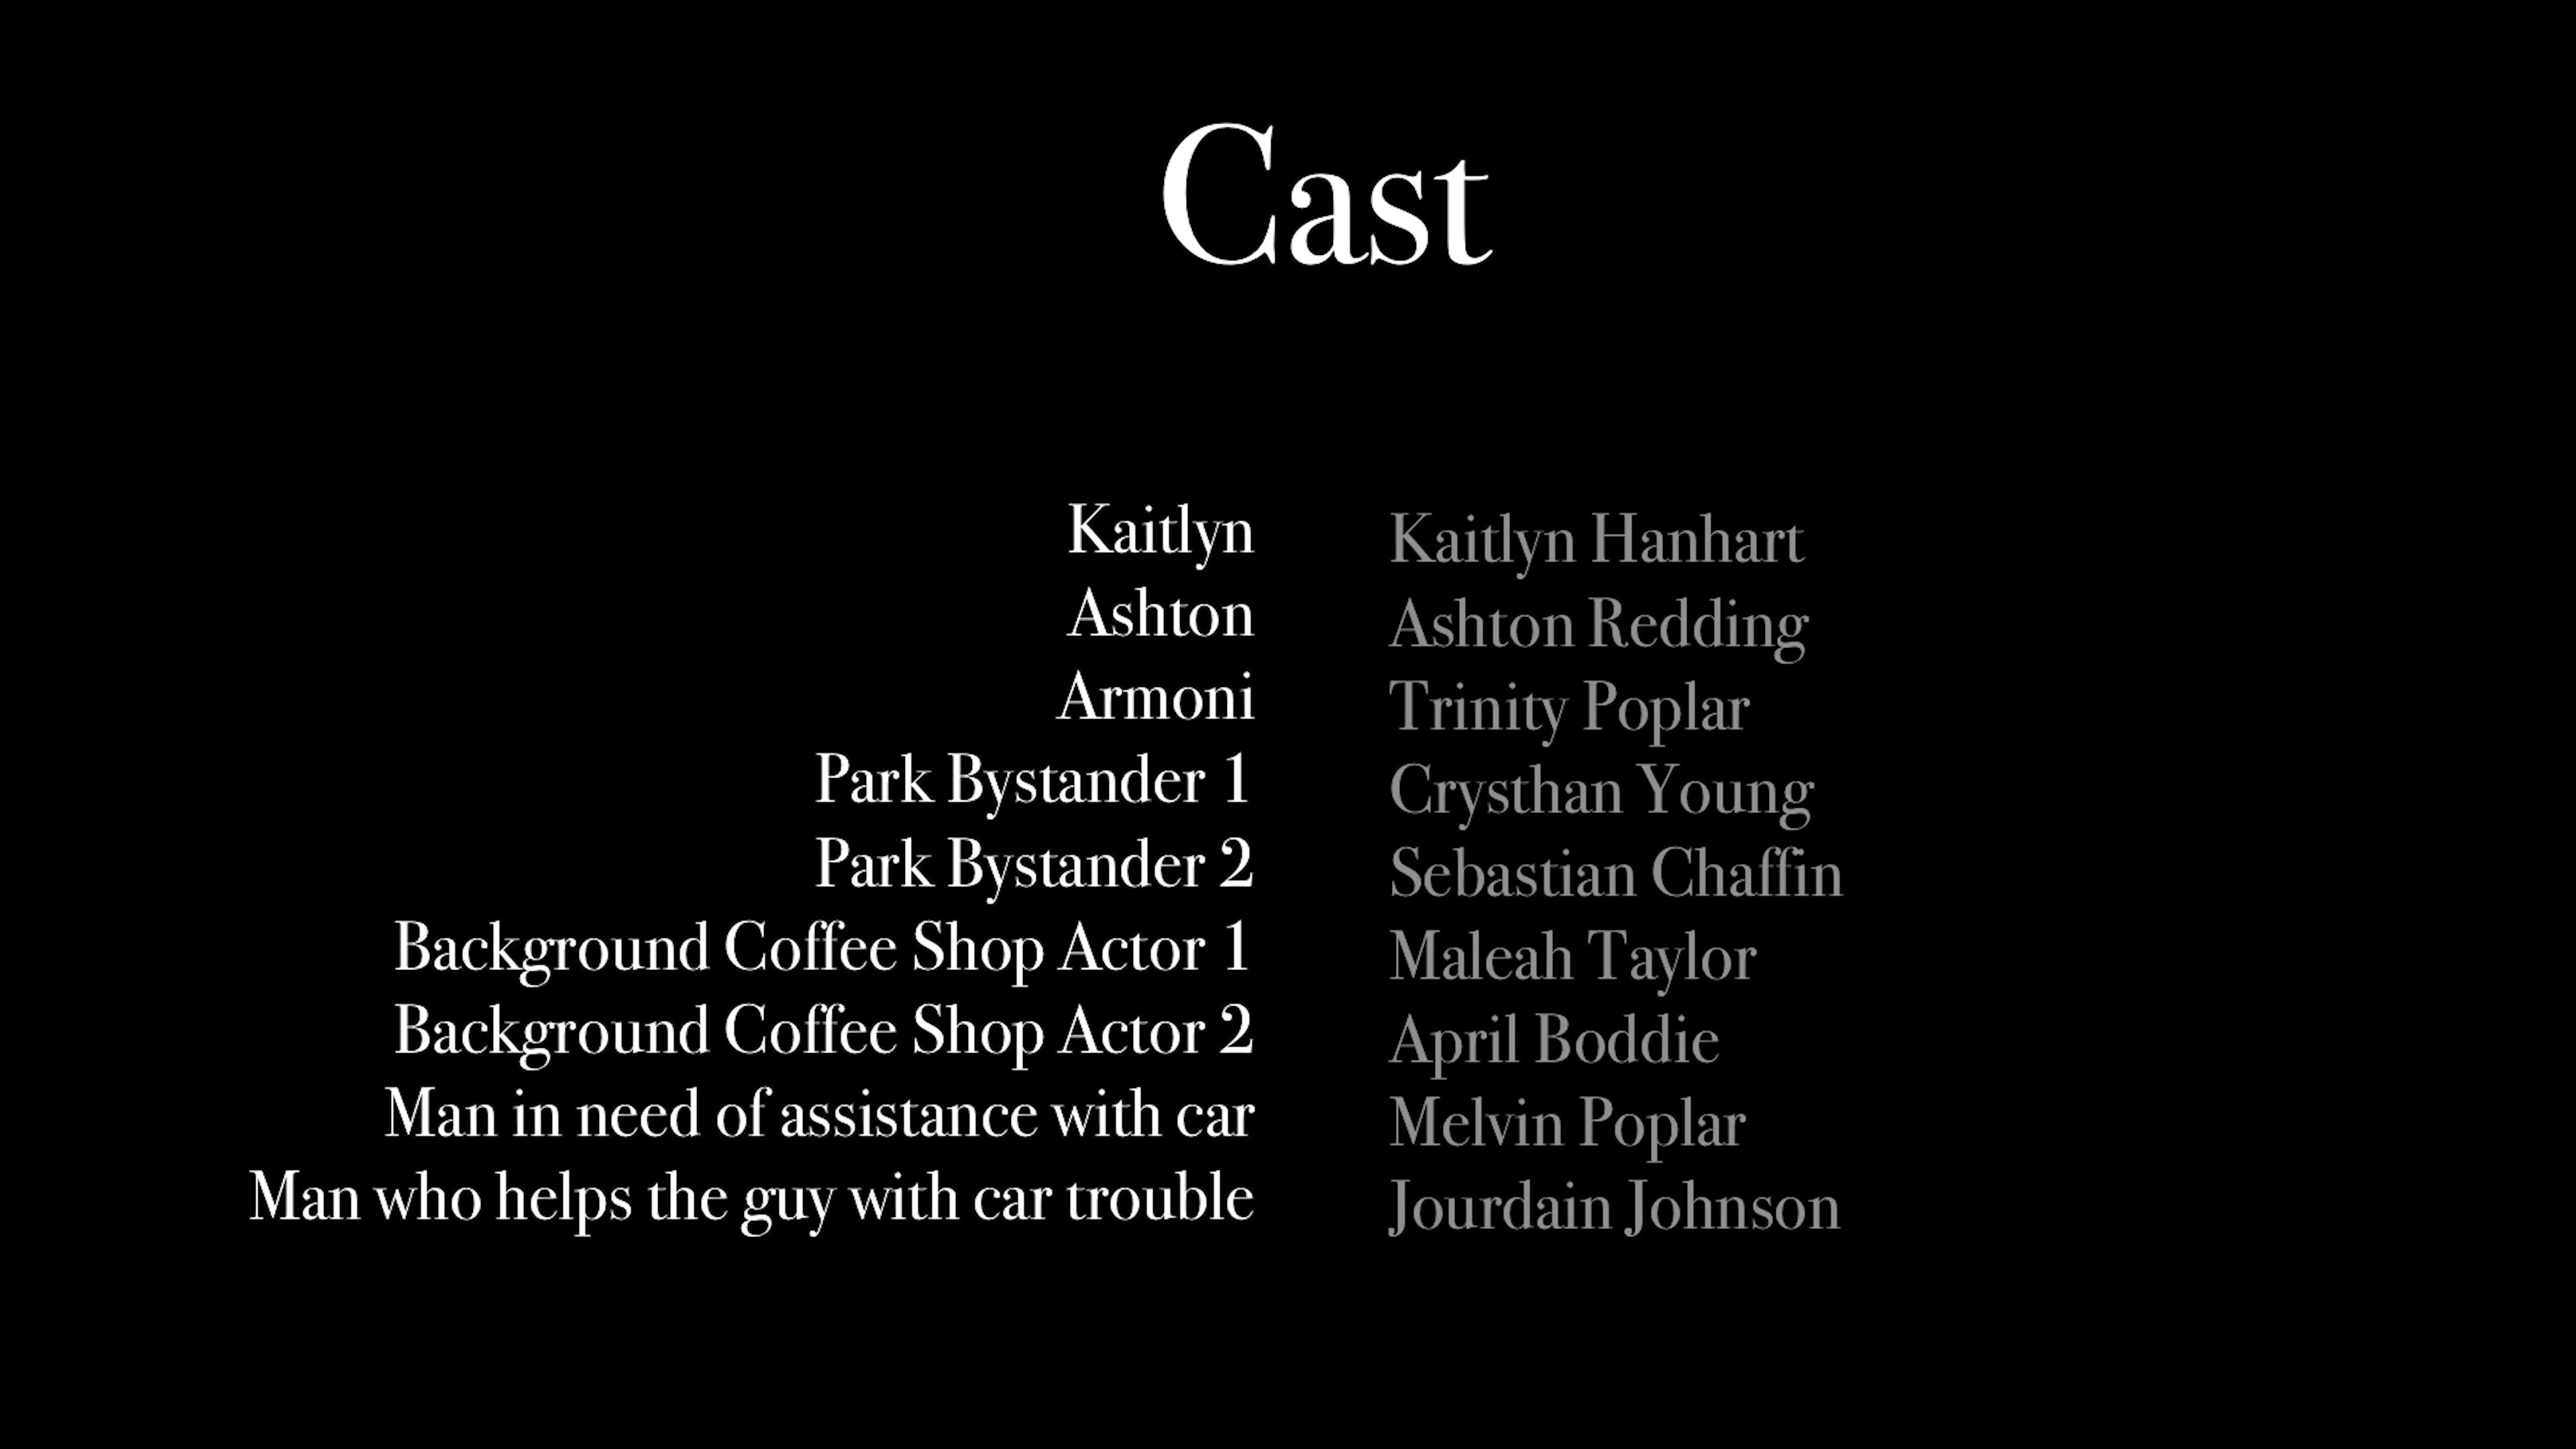 Cast
Kaitlyn Kaitlyn Hanhart
Ashton Ashton Redding
Armoni Trinity Poplar
Park Bystander 1 Crysthan Young
Park Bystander 2 Sebastian Chaffin
Background Coffee Shop Actor 1 Maleah Taylor
Background Coffee Shop Actor 2 April Boddie
Man in need of assistance with car Melvin Poplar
Man who helps the guy with car trouble Jourdain Johnson